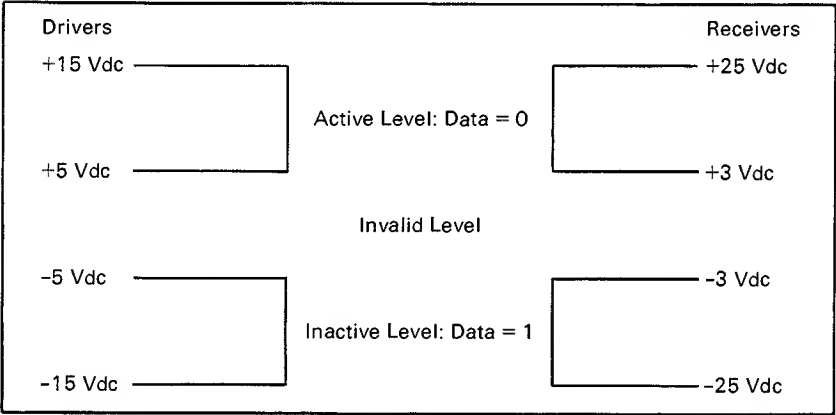 Drivers
Receivers
+15 Vdc
+25 Vdc
Active Level: Data = 0
+5 Vdc
+3 Vdc
Invalid Level
–5 Vdc
–3 Vdc
Inactive Level: Data = 1
–15 Vdc
–25 Vdc